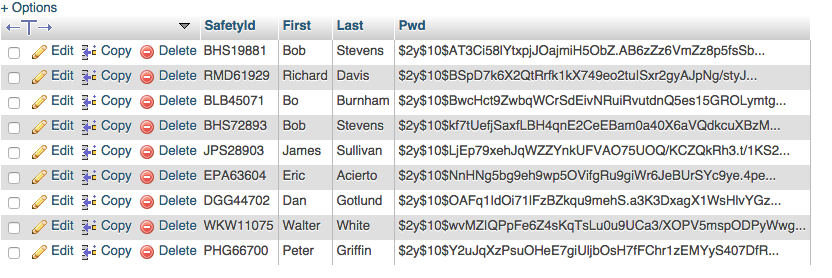 + Options
SafetyId First Last Pwd
Edit Copy Delete BHS19881 Bob Stevens $2y$10$AT3Ci58IYtxpjJOajmiH5ObZ.AB6zZz6VmZz8p5fsSb...
Edit Copy Delete RMD61929 Richard Davis $2y$10$BSpD7k6X2QtRrfk1kX749eo2tulSxr2gyAJpNg/styJ...
Edit Copy Delete BLB45071 Bo Burnham $2y$10$BwcHct9ZwbqWCrSdEivNRuiRvutdnQ5es15GROLymtg...
Edit Copy Delete BHS72893 Bob Stevens $2y$10$kf7tUefjSaxfLBH4qnE2CeEBam0a40X6aVQdkcuXBzM...
Edit Copy Delete JPS28903 James Sullivan $2y$10$LjEp79xehJqWZZYnkUFVAO75UOQ/KCZQkRh3.t/1KS2...
Edit Copy Delete EPA63604 Eric Acierto $2y$10$NnHNg5bg9eh9wp5OVifgRu9giWr6JeBUrSYc9ye.4pe...
Edit Copy Delete DGG44702 Dan Gotlund $2y$10$OAFq1IdOi71IFzBZkqu9mehS.a3K3DxagX1WsHlvYGz...
Edit Copy Delete WKW11075 Walter White $2y$10$wvMZIQPpFe6Z4sKqTsLu0u9UCa3/XOPV5mspODPyWwg...
Edit Copy Delete PHG66700 Peter Griffin $2y$10$Y2uJqXzPsuOHeE7giUljbOsH7fFChr1zEMYyS407DfR...